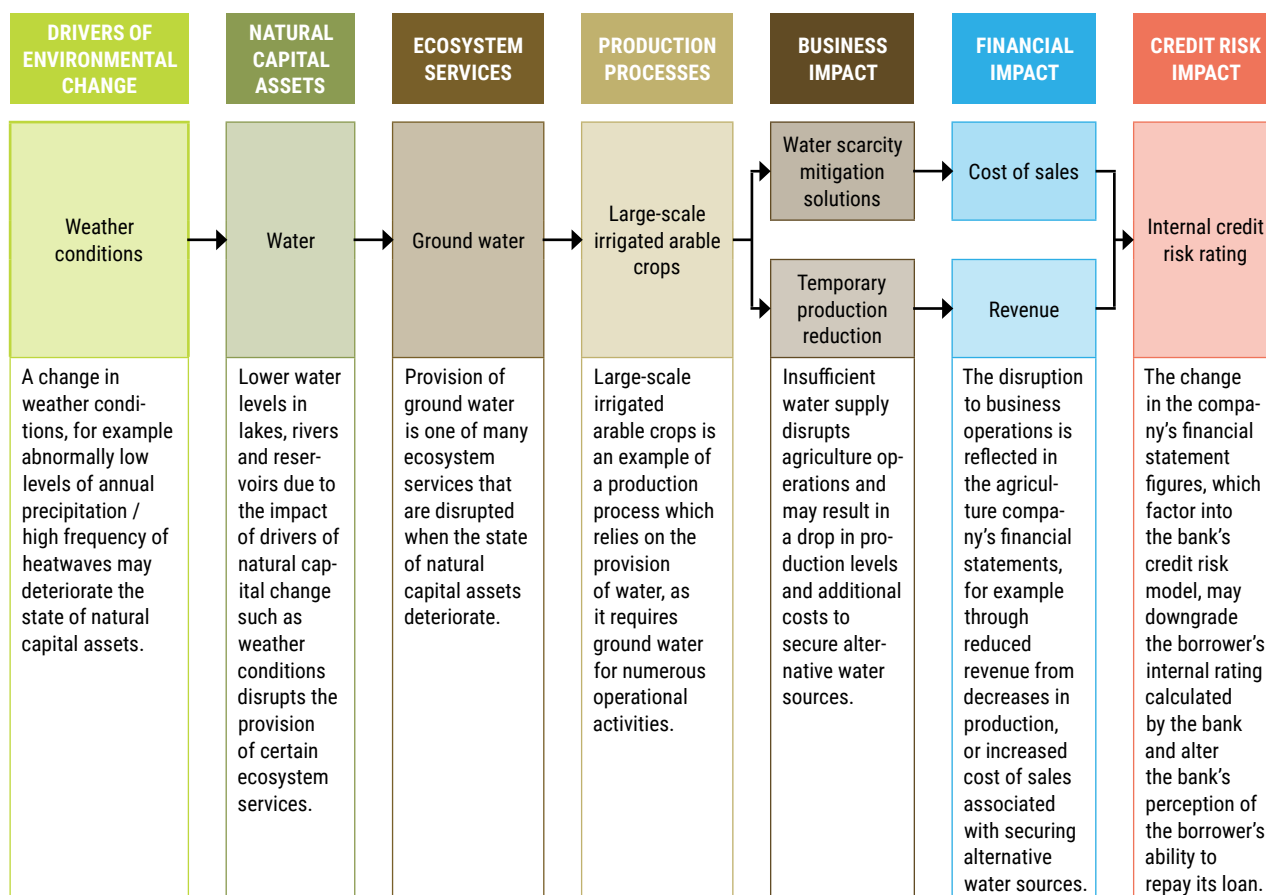 DRIVERS OF
ENVIRONMENTAL
CHANGE
NATURAL
CAPITAL
ASSETS
ECOSYSTEM
SERVICES
PRODUCTION
PROCESSES
BUSINESS
IMPACT
FINANCIAL
IMPACT
CREDIT RISK
IMPACT
Weather
conditions
Water
Ground water
Large-scale
irrigated arable
crops
Water scarcity
mitigation
solutions
Temporary
production
reduction
Cost of sales
Revenue
Internal credit
risk rating
A change in
weather condi-
tions, for example
abnormally low
levels of annual
precipitation /
high frequency of
heatwaves may
deteriorate the
state of natural
capital assets.
Lower water
levels in
lakes, rivers
and reser-
voirs due to
the impact
of drivers of
natural cap-
ital change
such as
weather
conditions
disrupts the
provision
of certain
ecosystem
services.
Provision of
ground water
is one of many
ecosystem
services that
are disrupted
when the state
of natural
capital assets
deteriorate.
Large-scale
irrigated
arable crops is
an example of
a production
process which
relies on the
provision
of water, as
it requires
ground water
for numerous
operational
activities.
Insufficient
water supply
disrupts
agriculture op-
erations and
may result in
a drop in pro-
duction levels
and additional
costs to
secure alter-
native water
sources.
The disruption
to business
operations is
reflected in
the agricul-
ture compa-
ny's financial
statements,
for example
through
reduced
revenue from
decreases in
production,
or increased
cost of sales
associated
with securing
alternative
water sources.
The change
in the compa-
ny's financial
statement
figures, which
factor into
the bank's
credit risk
model, may
downgrade
the borrower's
internal rating
calculated
by the bank
and alter
the bank's
perception of
the borrower's
ability to
repay its loan.